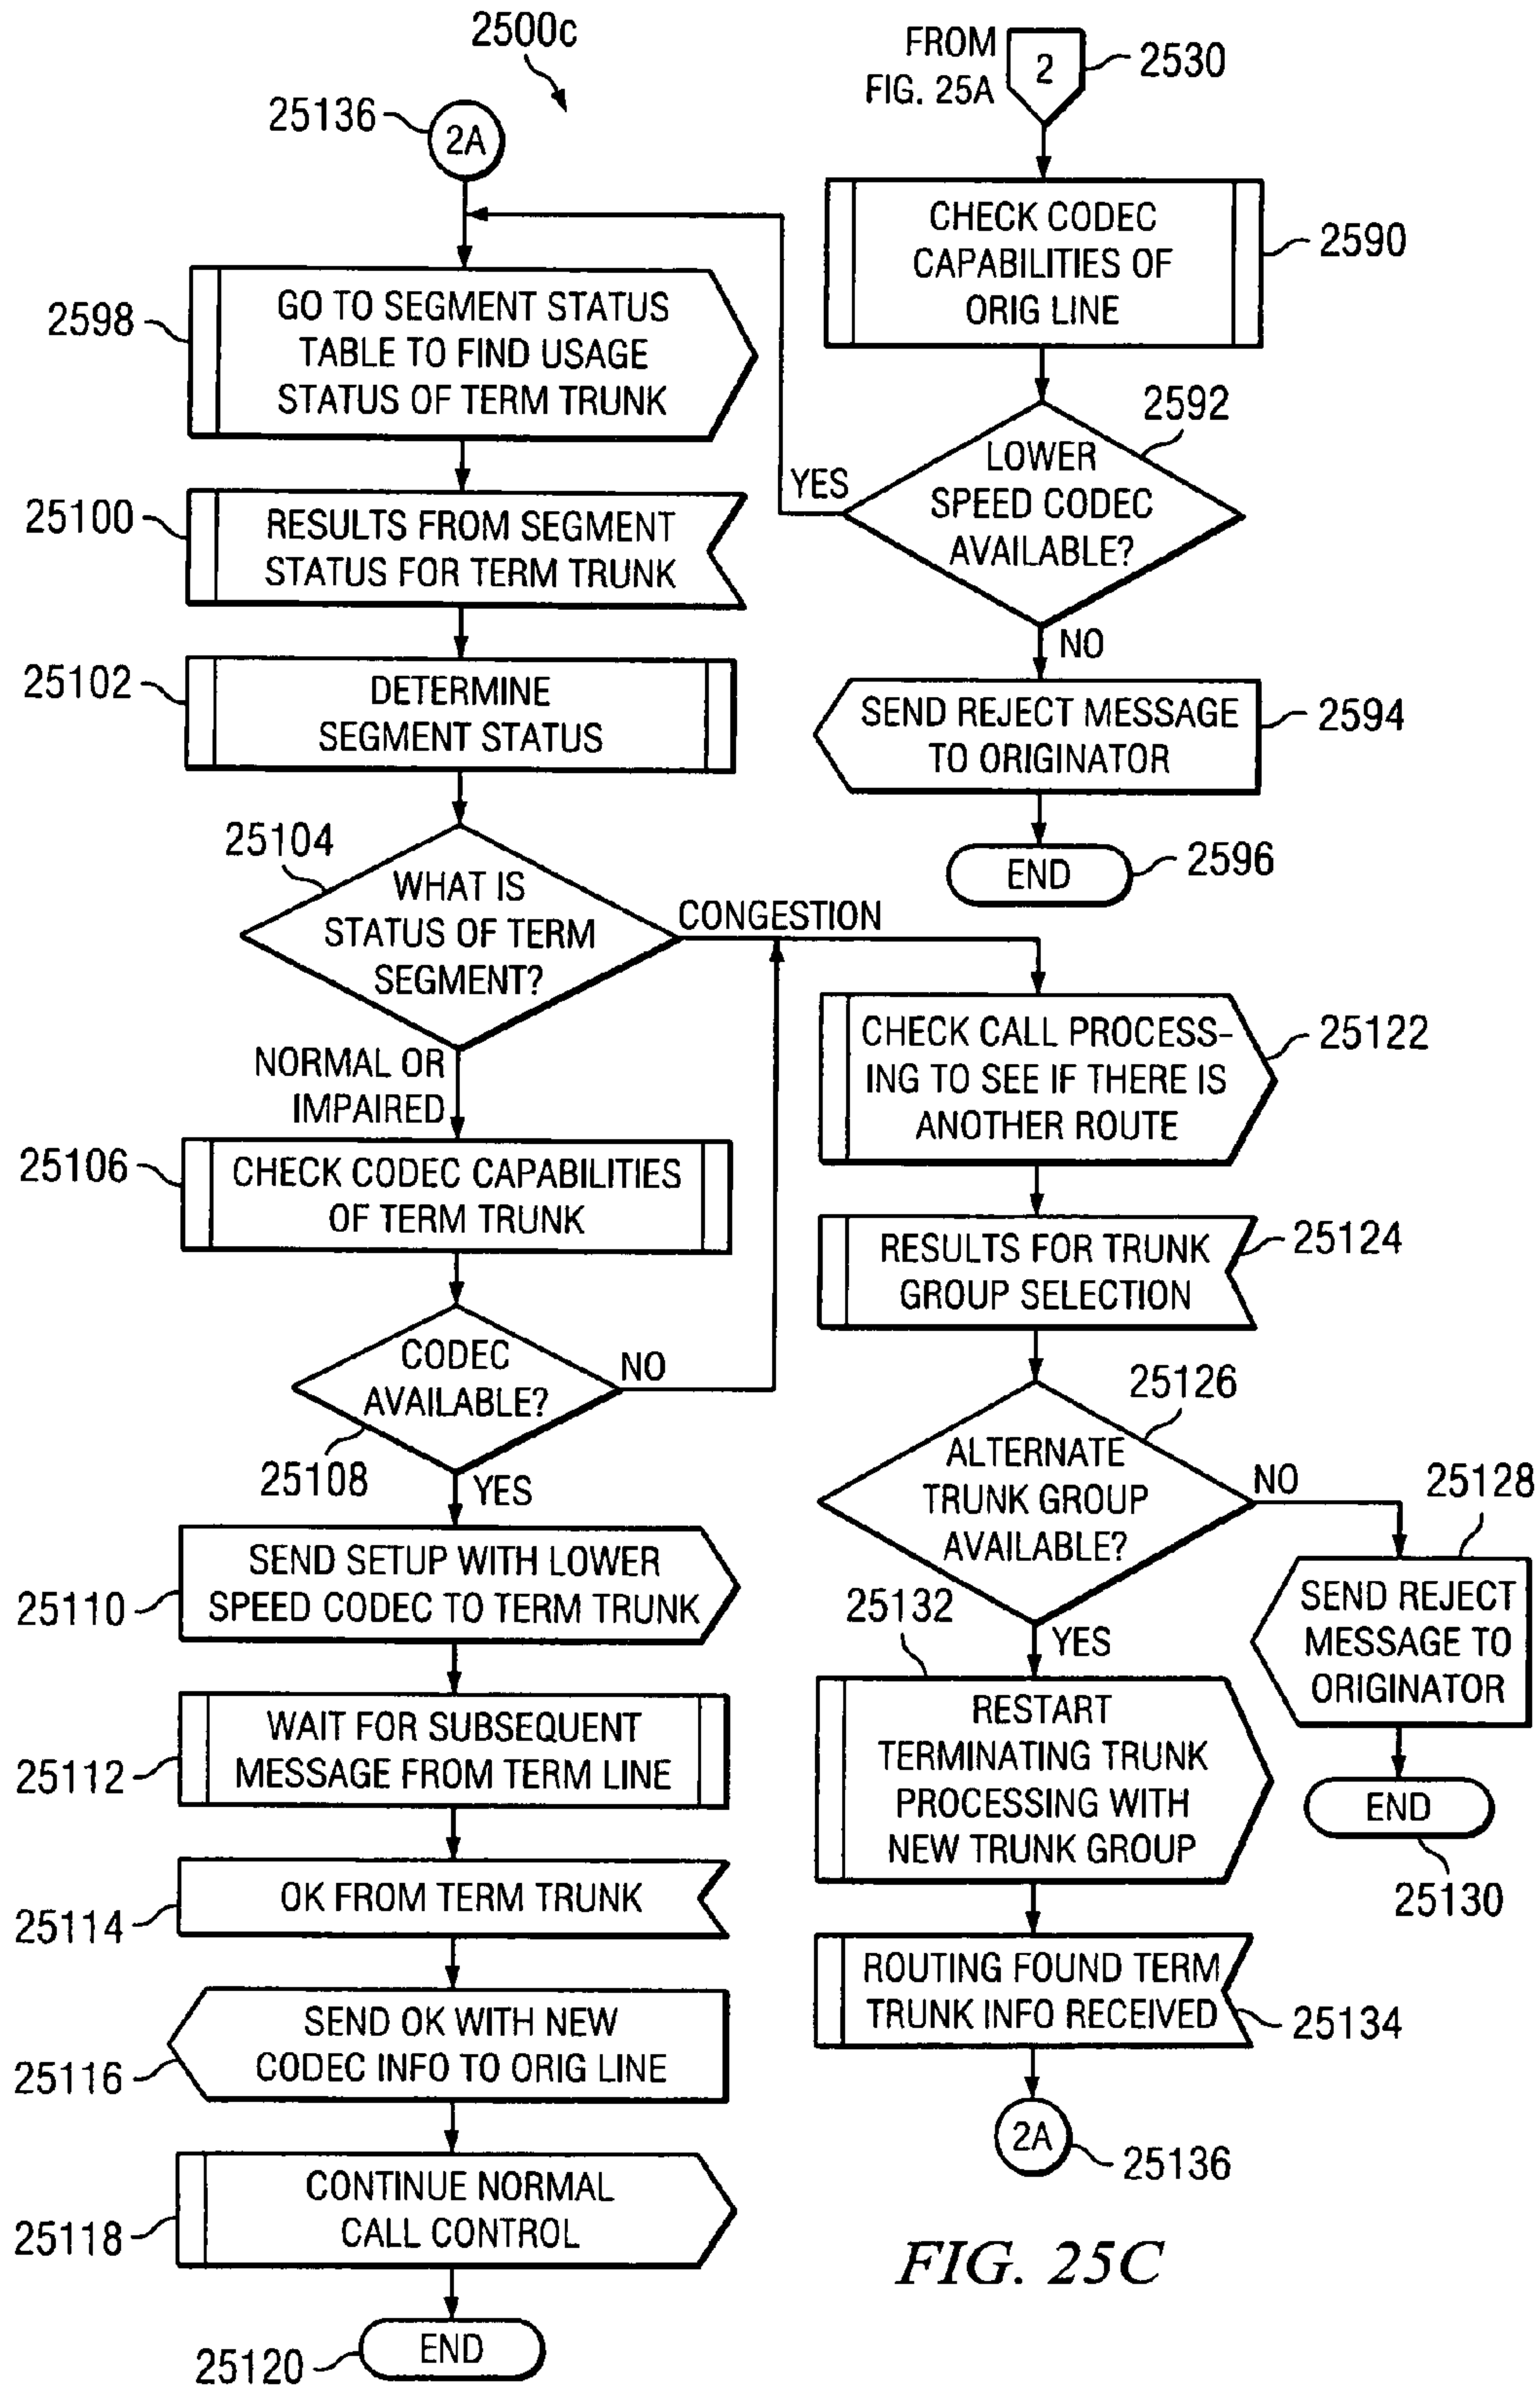 2500c
25136
2A
FROM
FIG. 25A
2
2530
CHECK CODEC
CAPABILITIES OF
ORIG LINE
2590
2598
GO TO SEGMENT STATUS
TABLE TO FIND USAGE
STATUS OF TERM TRUNK
2592
LOWER
SPEED CODEC
AVAILABLE?
YES
NO
25100
RESULTS FROM SEGMENT
STATUS FOR TERM TRUNK
25102
DETERMINE
SEGMENT STATUS
SEND REJECT MESSAGE
TO ORIGINATOR
2594
END
2596
25104
WHAT IS
STATUS OF TERM
SEGMENT?
CONGESTION
NORMAL OR
IMPAIRED
CHECK CALL PROCESS-
ING TO SEE IF THERE IS
ANOTHER ROUTE
25122
25106
CHECK CODEC CAPABILITIES
OF TERM TRUNK
RESULTS FOR TRUNK
GROUP SELECTION
25124
CODEC
AVAILABLE?
NO
25108
YES
25126
ALTERNATE
TRUNK GROUP
AVAILABLE?
NO
25128
YES
SEND REJECT
MESSAGE TO
ORIGINATOR
END
25130
25110
SEND SETUP WITH LOWER
SPEED CODEC TO TERM TRUNK
25132
RESTART
TERMINATING TRUNK
PROCESSING WITH
NEW TRUNK GROUP
25112
WAIT FOR SUBSEQUENT
MESSAGE FROM TERM LINE
25114
OK FROM TERM TRUNK
ROUTING FOUND TERM
TRUNK INFO RECEIVED
25134
25116
SEND OK WITH NEW
CODEC INFO TO ORIG LINE
2A
25136
25118
CONTINUE NORMAL
CALL CONTROL
25120
END
FIG. 25C